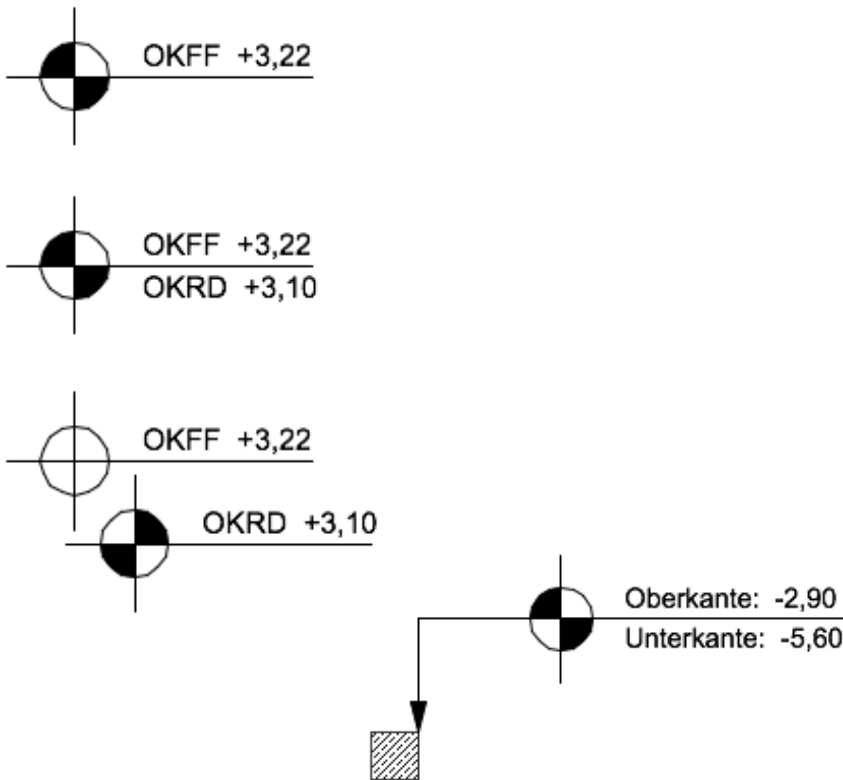 OKFF +3,22
OKFF +3,22
OKRD +3,10
OKFF +3,22
OKRD +3,10
Oberkante: -2,90
Unterkante: -5,60